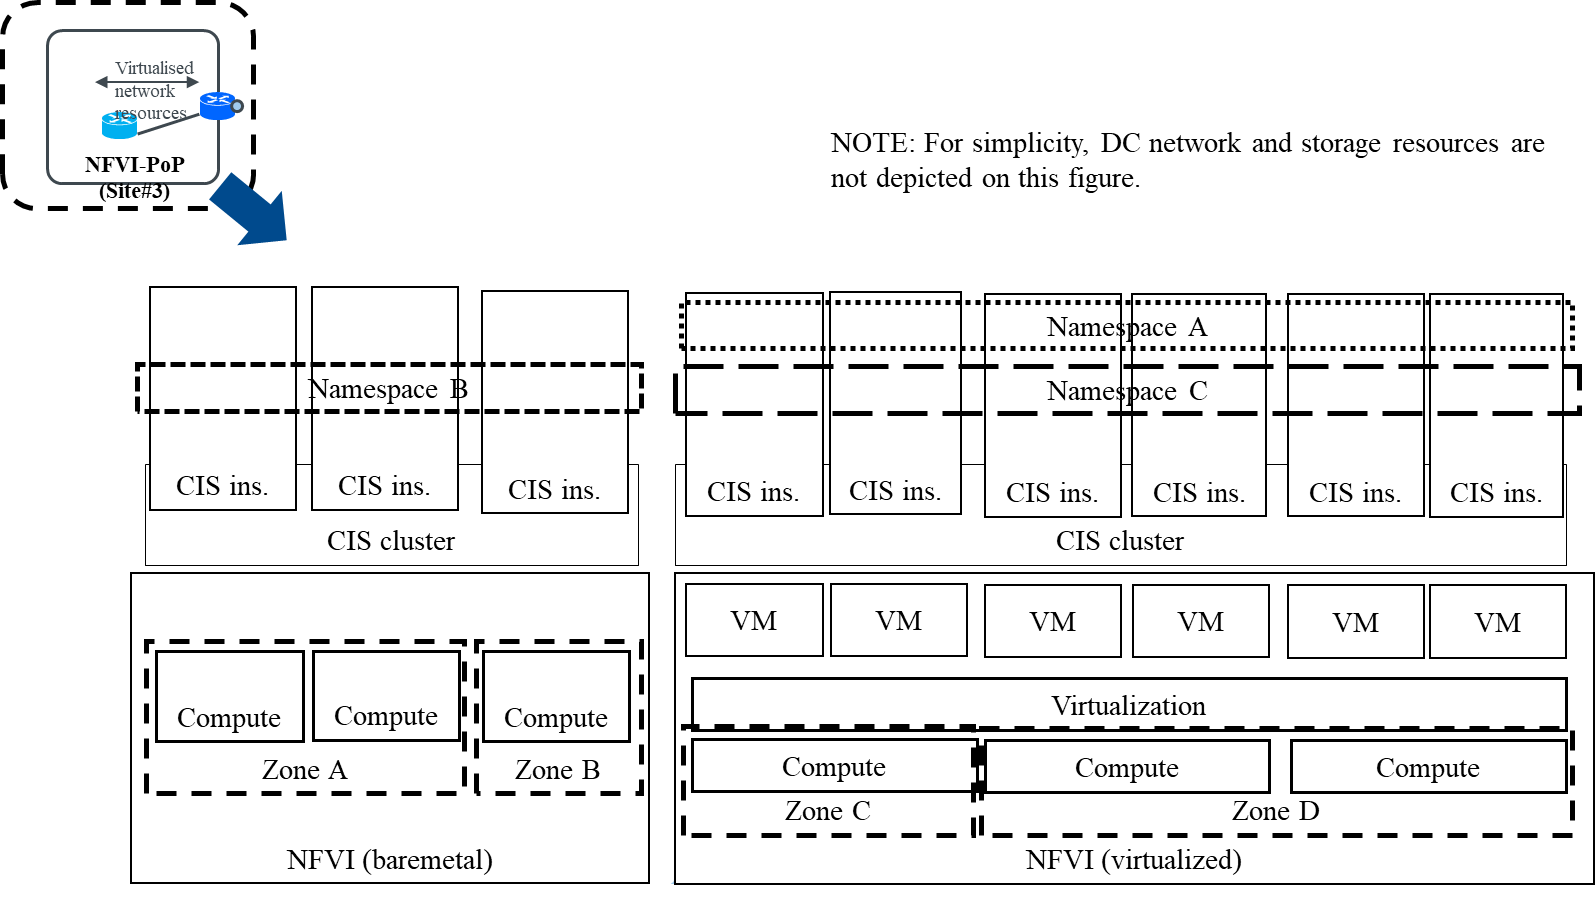 Virtualised
network
resources
NFVI-PoP
(Site#3)
NOTE: For simplicity, DC network and storage resources are
not depicted on this figure.
Namespace A
Namespace B
Namespace C
CIS ins.
CIS ins.
CIS ins.
CIS ins.
CIS ins.
CIS ins.
CIS ins.
CIS ins.
CIS ins.
CIS cluster
CIS cluster
VM
VM
VM
VM
VM
VM
Virtualization
Compute
Compute
Compute
Compute
Compute
Compute
Zone A
Zone B
Zone C
Zone D
NFVI (baremetal)
NFVI (virtualized)